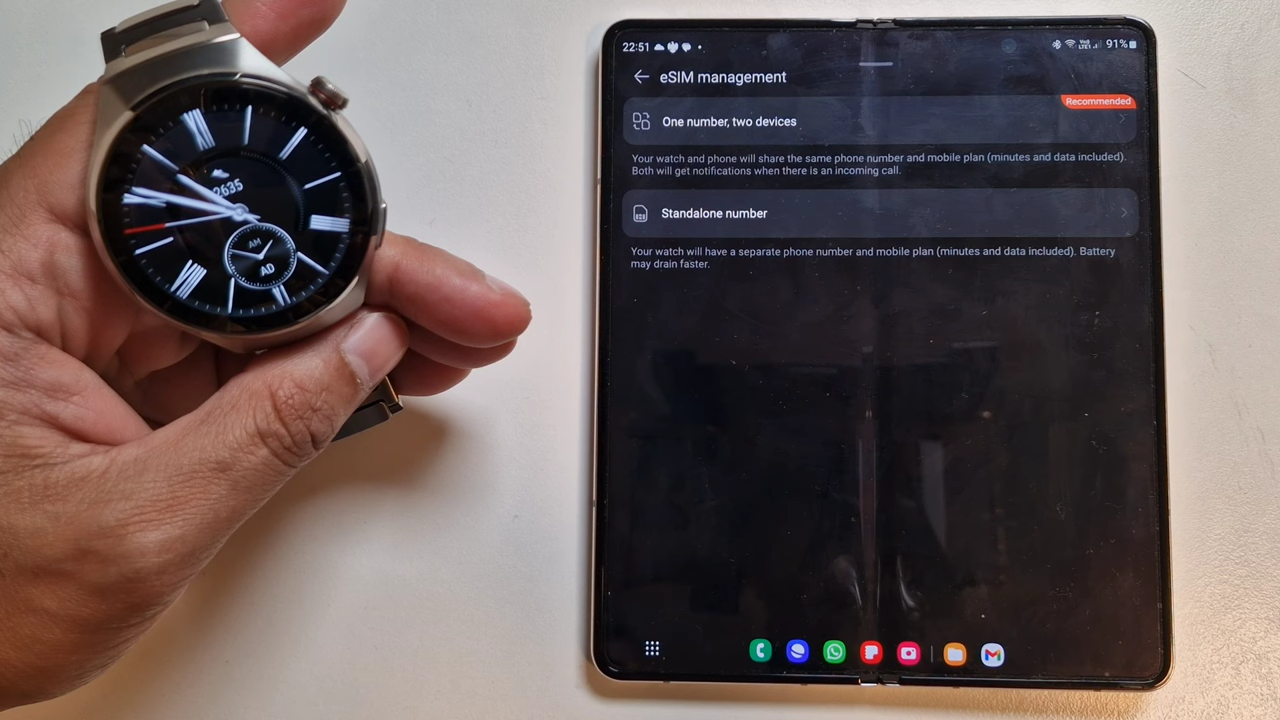 2635
AM
AD
22:51
91%
eSIM management
Recommended
One number, two devices
Your watch and phone will share the same phone number and mobile plan (minutes and data included).
Both will get notifications when there is an incoming call.
Standalone number
Your watch will have a separate phone number and mobile plan (minutes and data included). Battery
may drain faster.